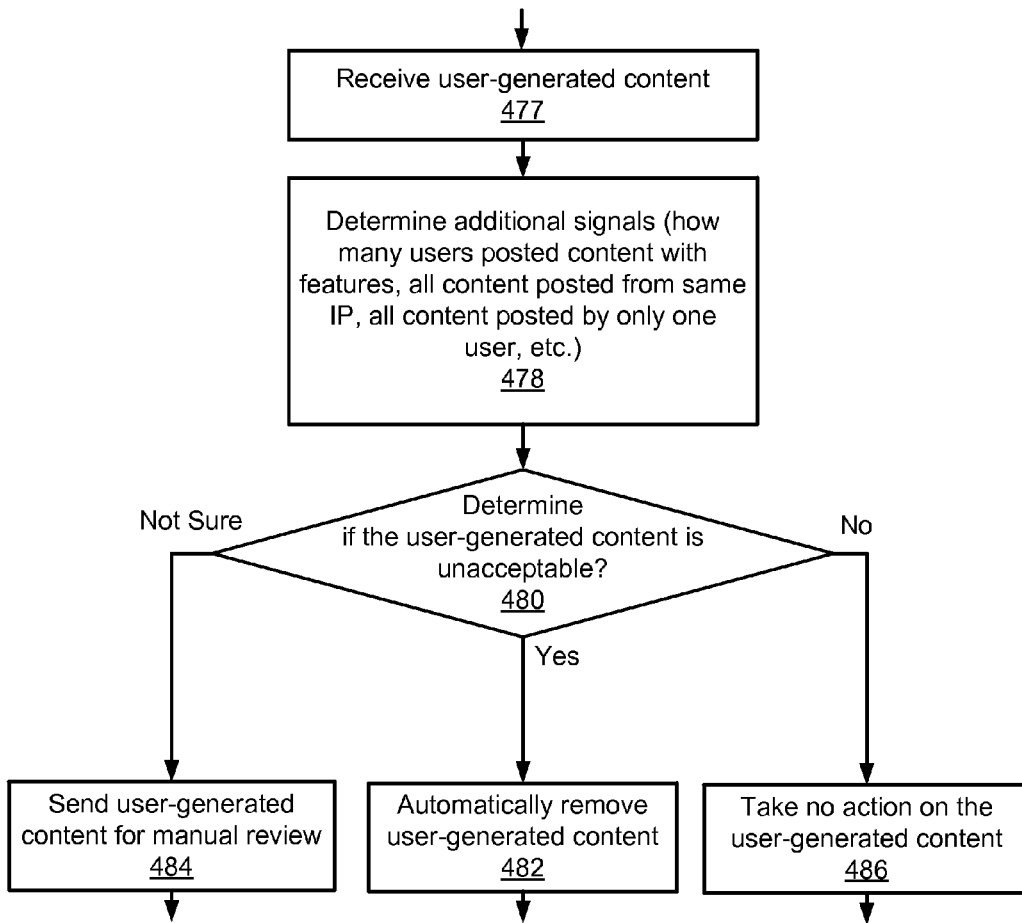 Receive user-generated content
477
Determine additional signals (how
many users posted content with
features, all content posted from same
IP, all content posted by only one
user, etc.)
478
Determine
if the user-generated content is
unacceptable?
480
Not Sure
No
Yes
Send user-generated
content for manual review
484
Automatically remove
user-generated content
482
Take no action on the
user-generated content
486